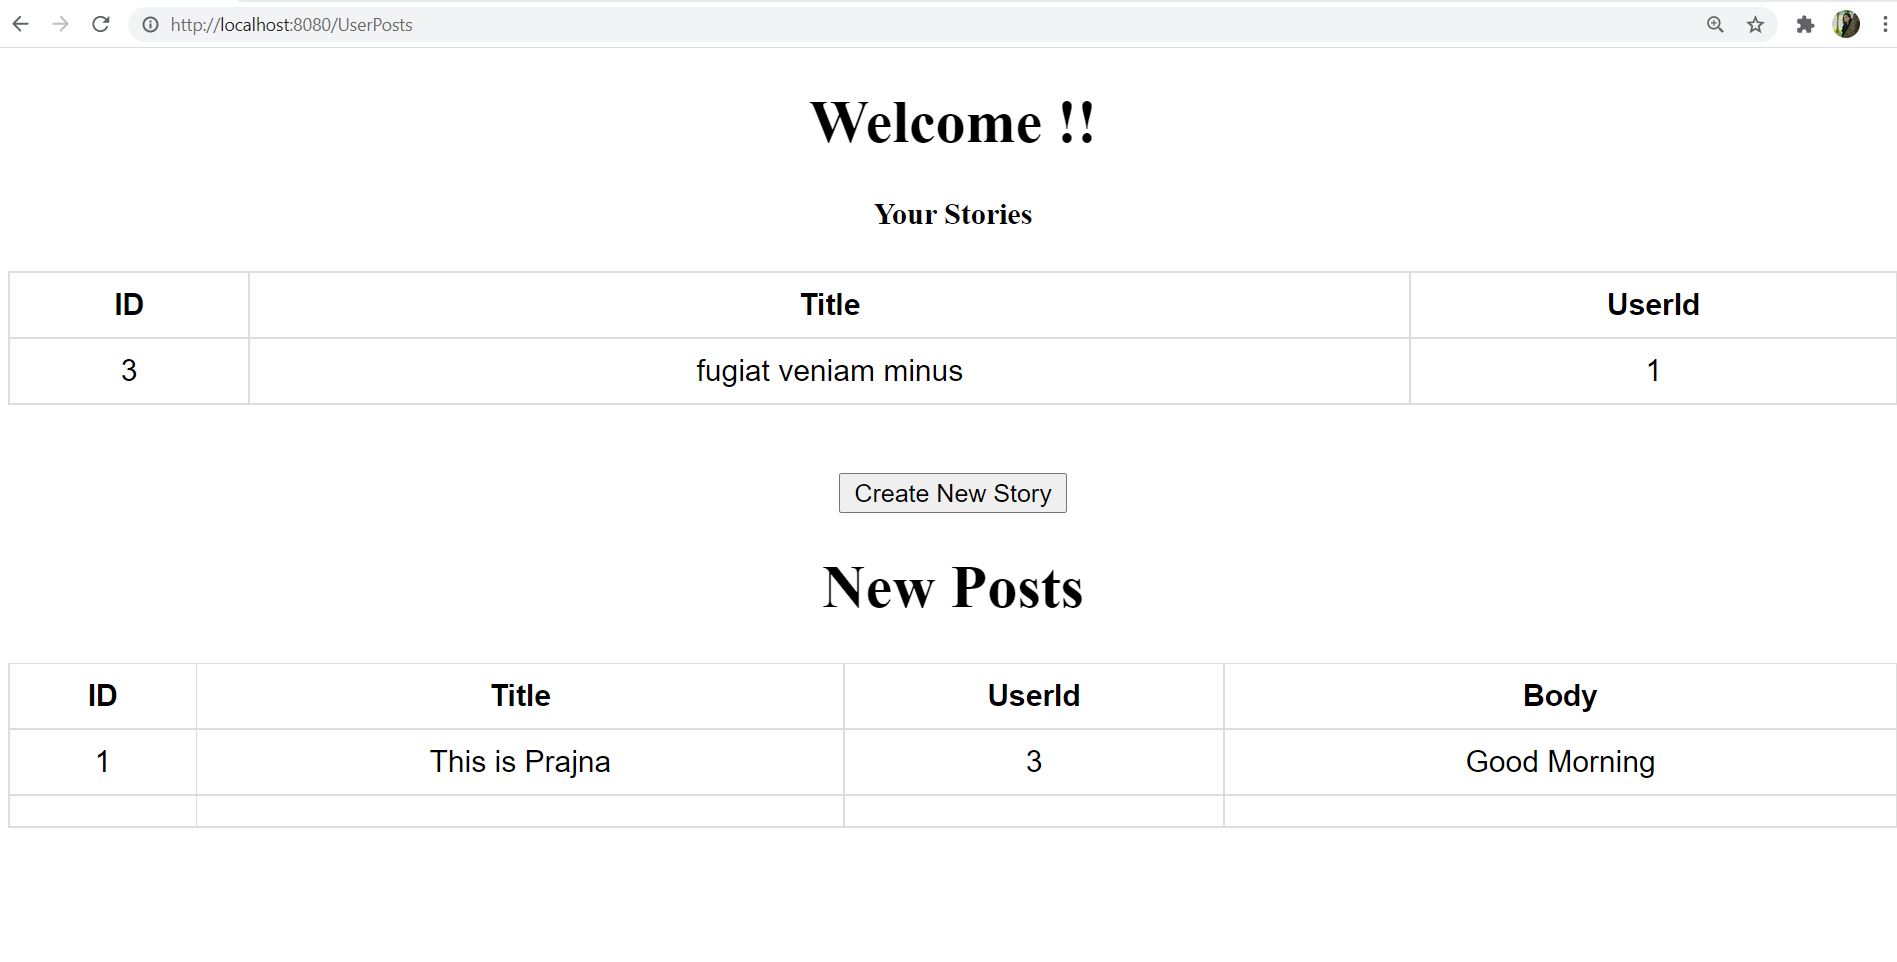 http://localhost:8080/UserPosts
Welcome !!
Your Stories
ID Title UserId
3 fugiat veniam minus 1
Create New Story
New Posts
ID Title UserId Body
1 This is Prajna 3 Good Morning